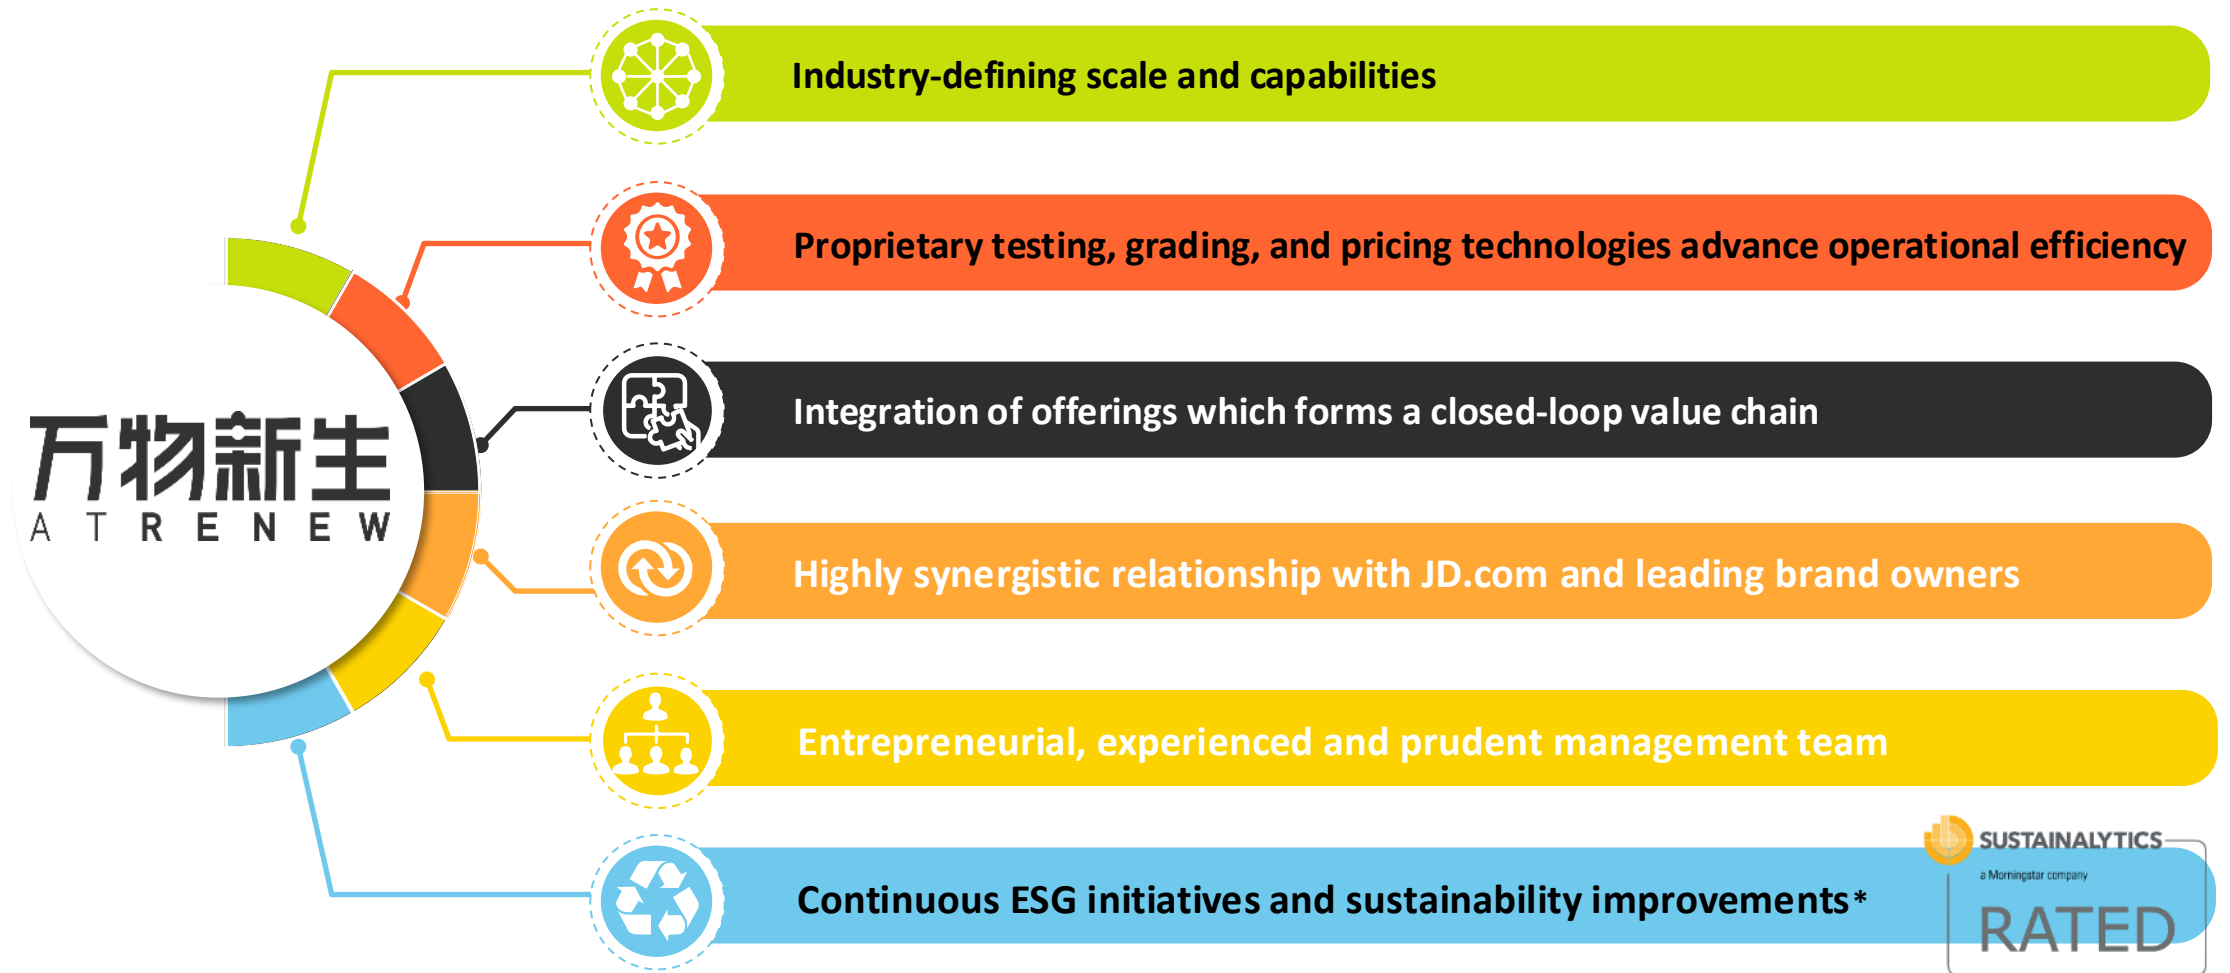 万物新生
ATRENEW
Industry-defining scale and capabilities
Proprietary testing, grading, and pricing technologies advance operational efficiency
Integration of offerings which forms a closed-loop value chain
Highly synergistic relationship with JD.com and leading brand owners
Entrepreneurial, experienced and prudent management team
Continuous ESG initiatives and sustainability improvements*
SUSTAINALYTICS
a Morningstar company
RATED